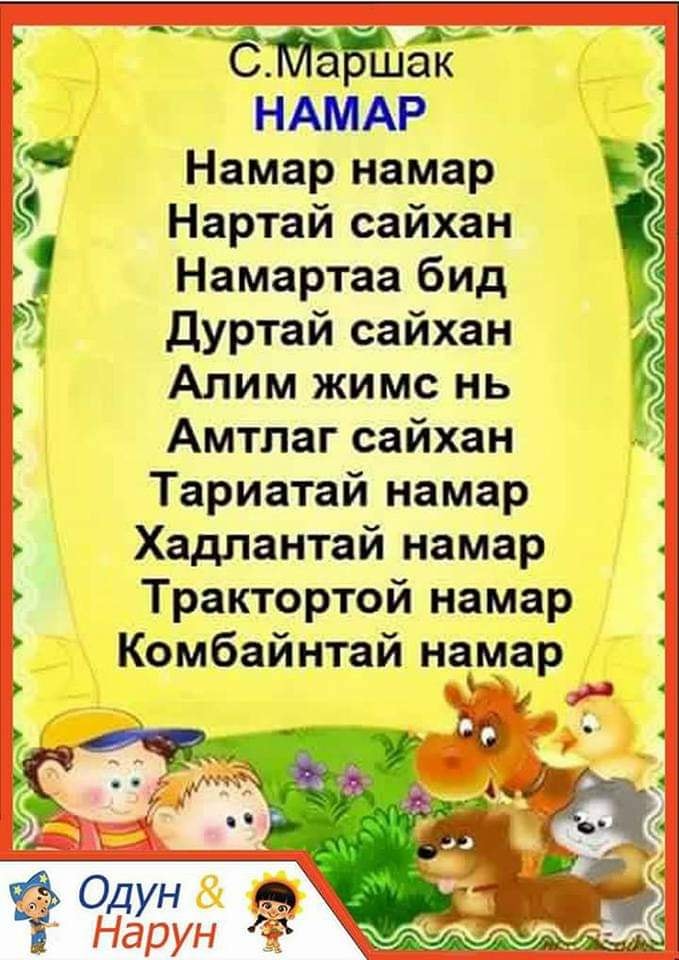 С.Маршак
НАМАР
Намар намар
Нартай сайхан
Намартаа бид
Дуртай сайхан
Алим жимс нь
Амтлаг сайхан
Тариатай намар
Хадлантай намар
Трактортой намар
Комбайнтай намар
Одун &
Нарун